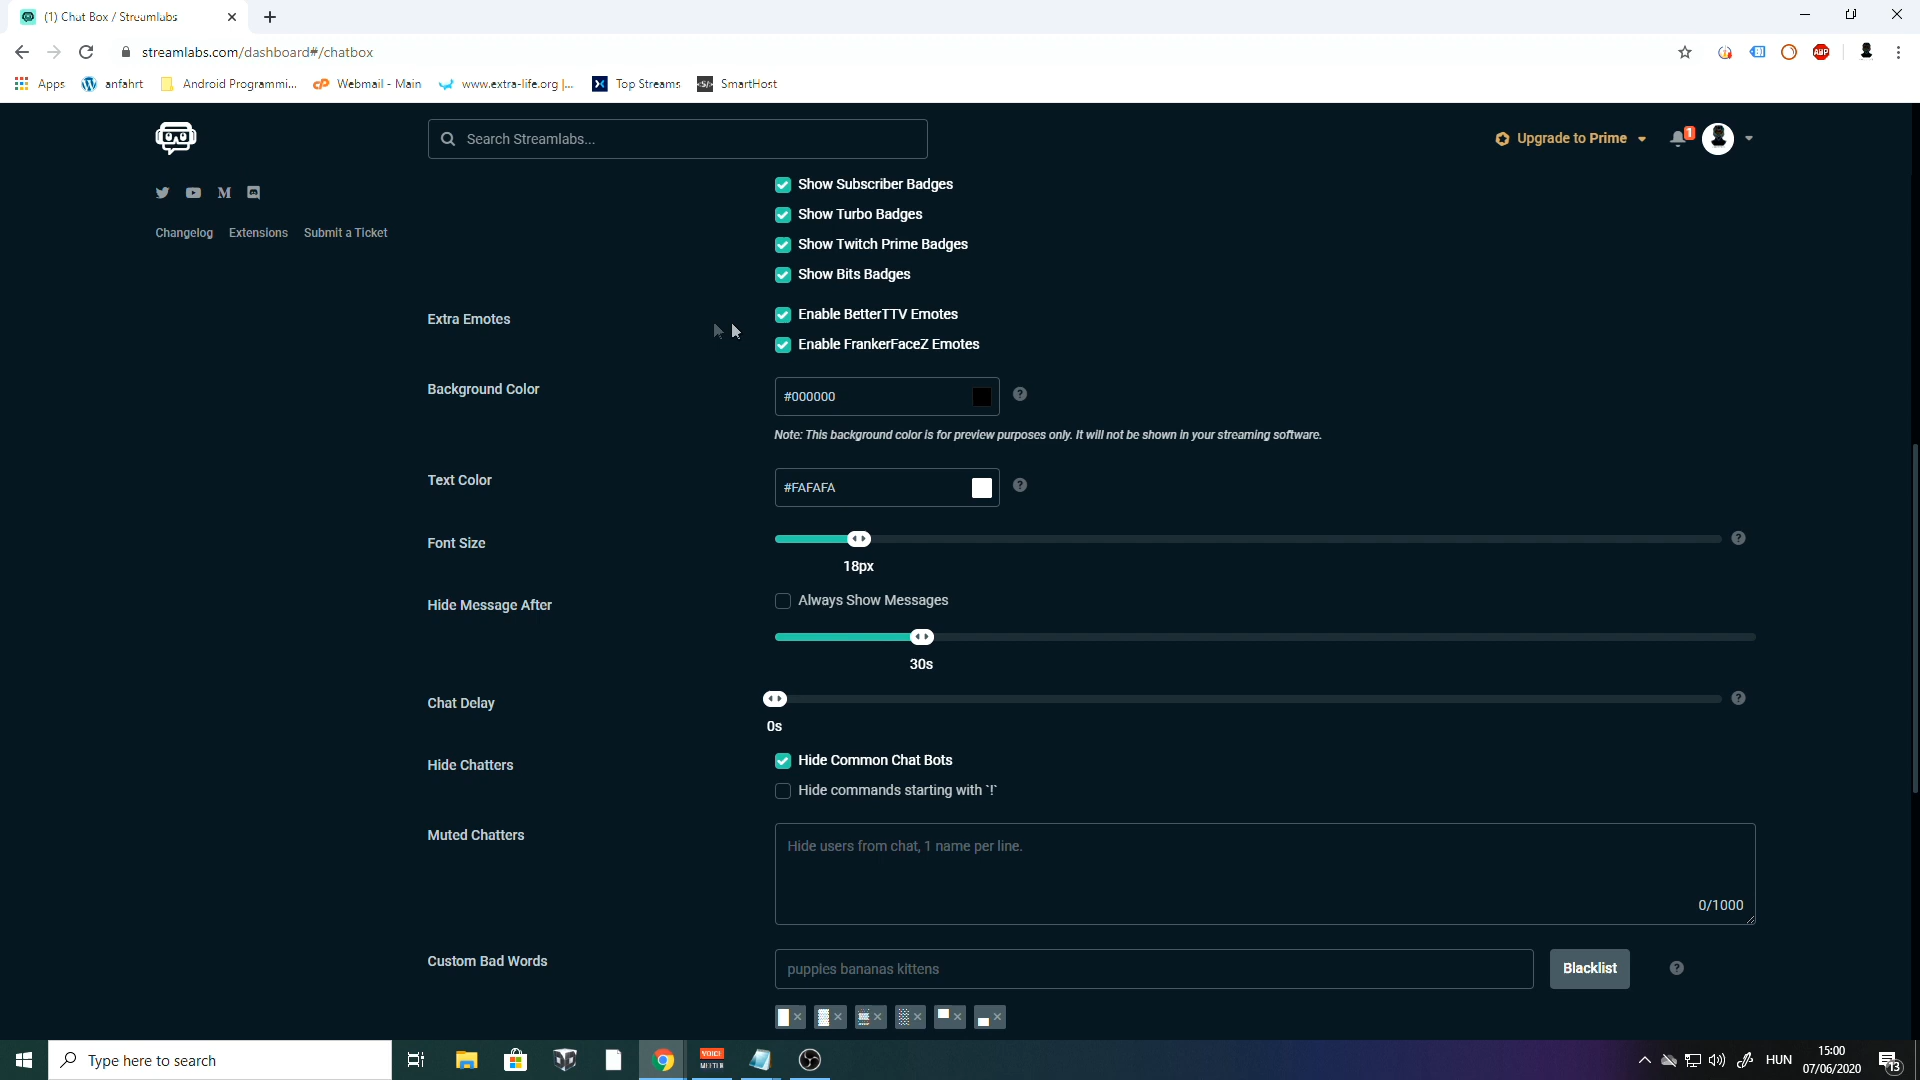 (1) Chat Box / Streamlabs
streamlabs.com/dashboard#/chatbox
ABP
Apps anfahrt Android Programmi... Webmail - Main www.extra-life.org |... Top Streams SmartHost
Search Streamlabs...
Upgrade to Prime
1
Changelog Extensions Submit a Ticket
Show Subscriber Badges
Show Turbo Badges
Show Twitch Prime Badges
Show Bits Badges
Extra Emotes
Enable BetterTTV Emotes
Enable FrankerFaceZ Emotes
Background Color
#000000
Note: This background color is for preview purposes only. It will not be shown in your streaming software.
Text Color
#FAFAFA
Font Size
18px
Hide Message After
Always Show Messages
30s
Chat Delay
0s
Hide Chatters
Hide Common Chat Bots
Hide commands starting with `!`
Muted Chatters
Hide users from chat, 1 name per line.
0/1000
Custom Bad Words
puppies bananas kittens
Blacklist
Type here to search
HUN
15:00
07/06/2020
13